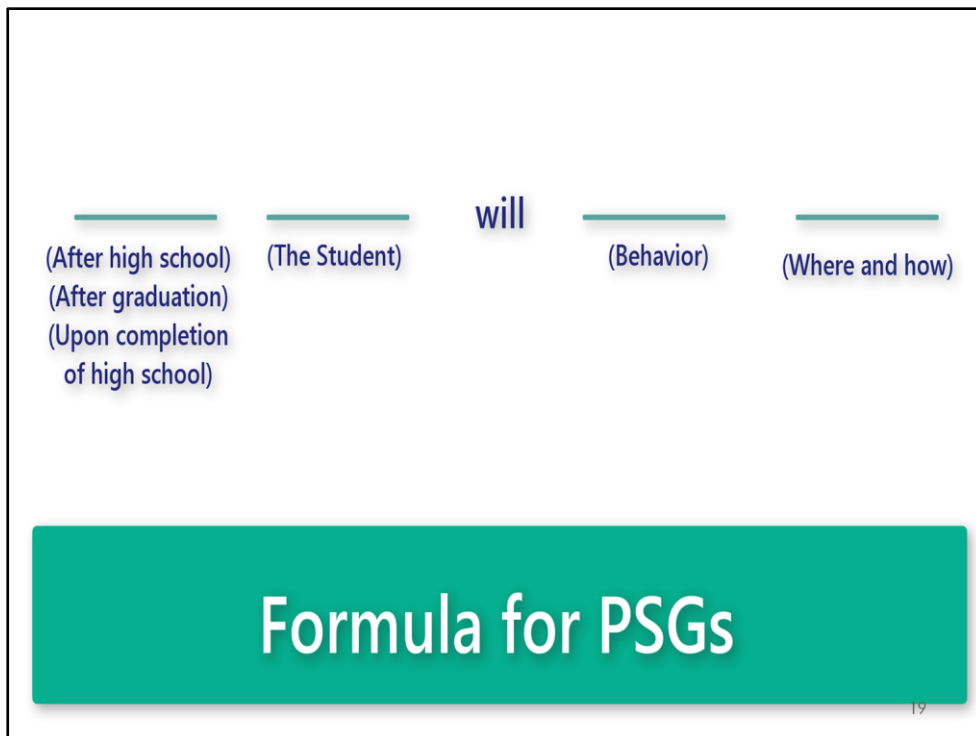 will
(After high school)
(After graduation)
(Upon completion
of high school)
(The Student)
(Behavior)
(Where and how)
Formula for PSGs
19